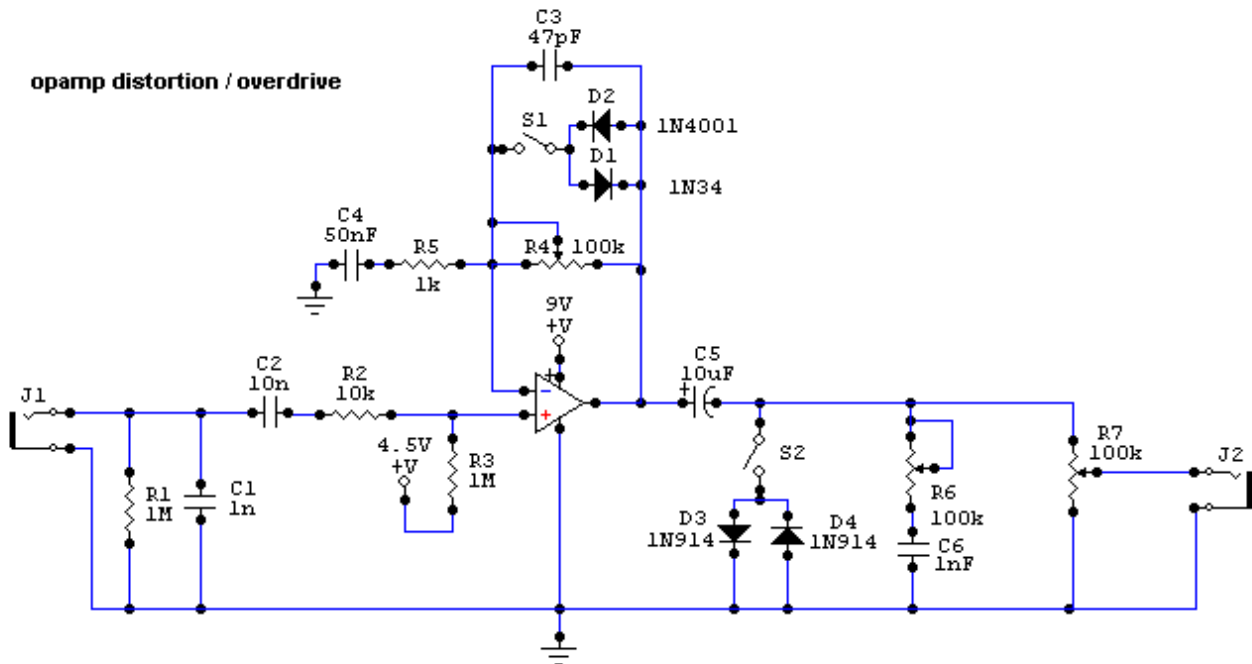 opamp distortion / overdrive
C3
47pF
D2
1N4001
S1
D1
1N34
C4
50nF
R5
1k
R4 100k
9V
+V
C2
10n
R2
10k
C5
10uF
J1
4.5V
+V
R3
1M
S2
R7
100k
J2
R1
1M
C1
1n
R6
100k
D3
1N914
D4
1N914
C6
1nF